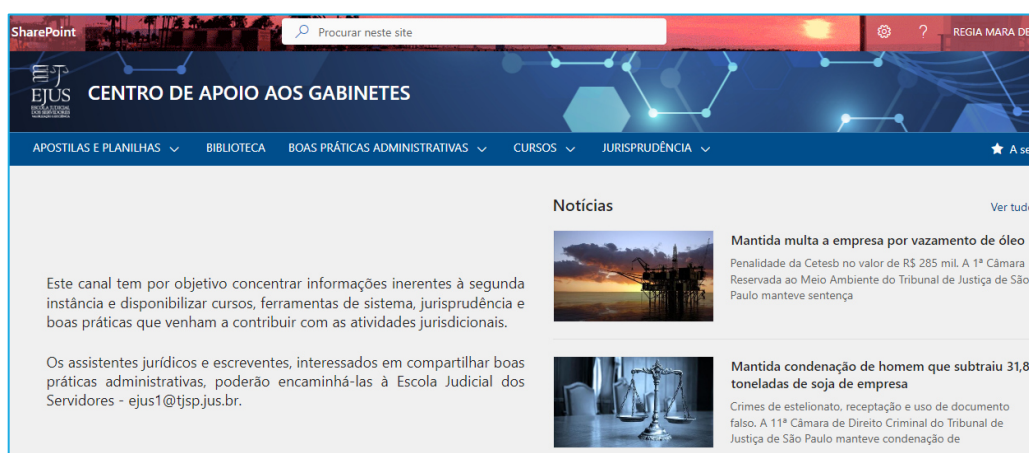 SharePoint
Procurar neste site
?
REGIA MARA DE
EJUS
ESCOLA JUDICIAL
DOS SERVIDORES
CENTRO DE APOIO AOS GABINETES
APOSTILAS E PLANILHAS
BIBLIOTECA
BOAS PRÁTICAS ADMINISTRATIVAS
CURSOS
JURISPRUDÊNCIA
A se
Este canal tem por objetivo concentrar informações inerentes à segunda
instância e disponibilizar cursos, ferramentas de sistema, jurisprudência e
boas práticas que venham a contribuir com as atividades jurisdicionais.
Os assistentes jurídicos e escreventes, interessados em compartilhar boas
práticas administrativas, poderão encaminhá-las à Escola Judicial dos
Servidores - ejus1@tjsp.jus.br.
Notícias
Ver tudo
Mantida multa a empresa por vazamento de óleo
Penalidade da Cetesb no valor de R$ 285 mil. A 1ª Câmara
Reservada ao Meio Ambiente do Tribunal de Justiça de São
Paulo manteve sentença
Mantida condenação de homem que subtraiu 31,8
toneladas de soja de empresa
Crimes de estelionato, receptação e uso de documento
falso. A 11ª Câmara de Direito Criminal do Tribunal de
Justiça de São Paulo manteve condenação de